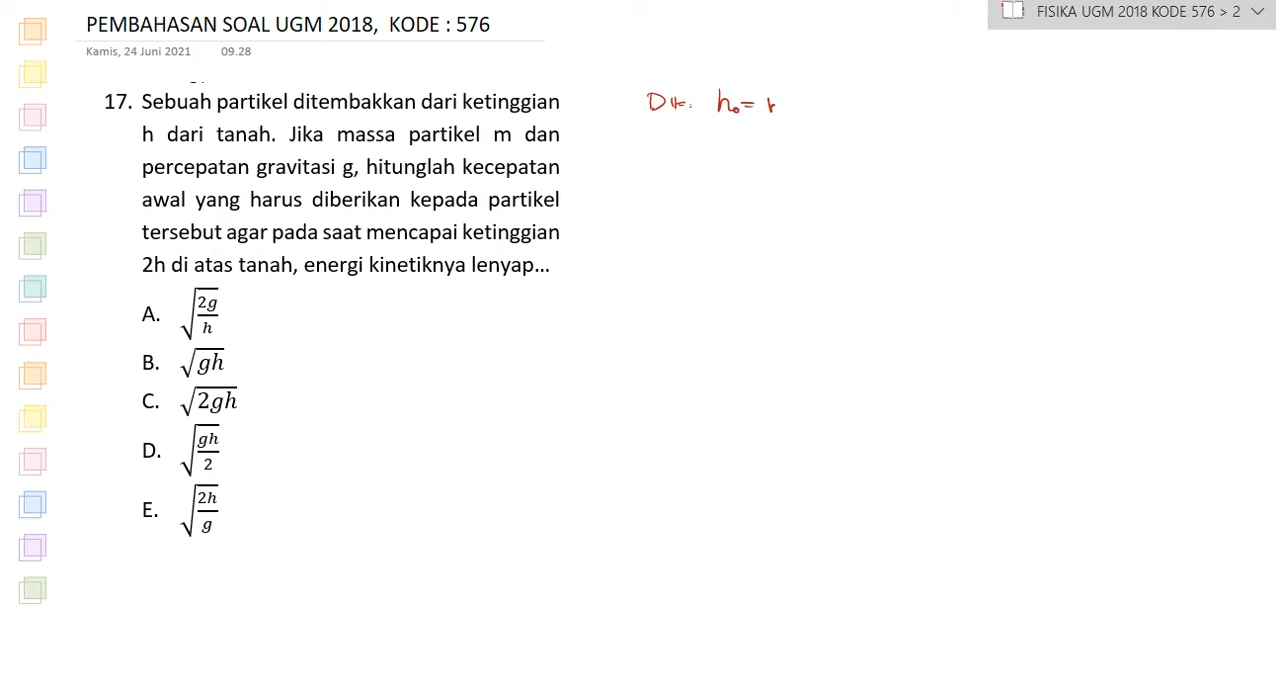 PEMBAHASAN SOAL UGM 2018, KODE : 576
FISIKA UGM 2018 KODE 576 > 2
Kamis, 24 Juni 2021 09.28
17. Sebuah partikel ditembakkan dari ketinggian
h dari tanah. Jika massa partikel m dan
percepatan gravitasi g, hitunglah kecepatan
awal yang harus diberikan kepada partikel
tersebut agar pada saat mencapai ketinggian
2h di atas tanah, energi kinetiknya lenyap...
A. √(2g/h)
B. √gh
C. √2gh
D. √(gh/2)
E. √(2h/g)
h₀ =